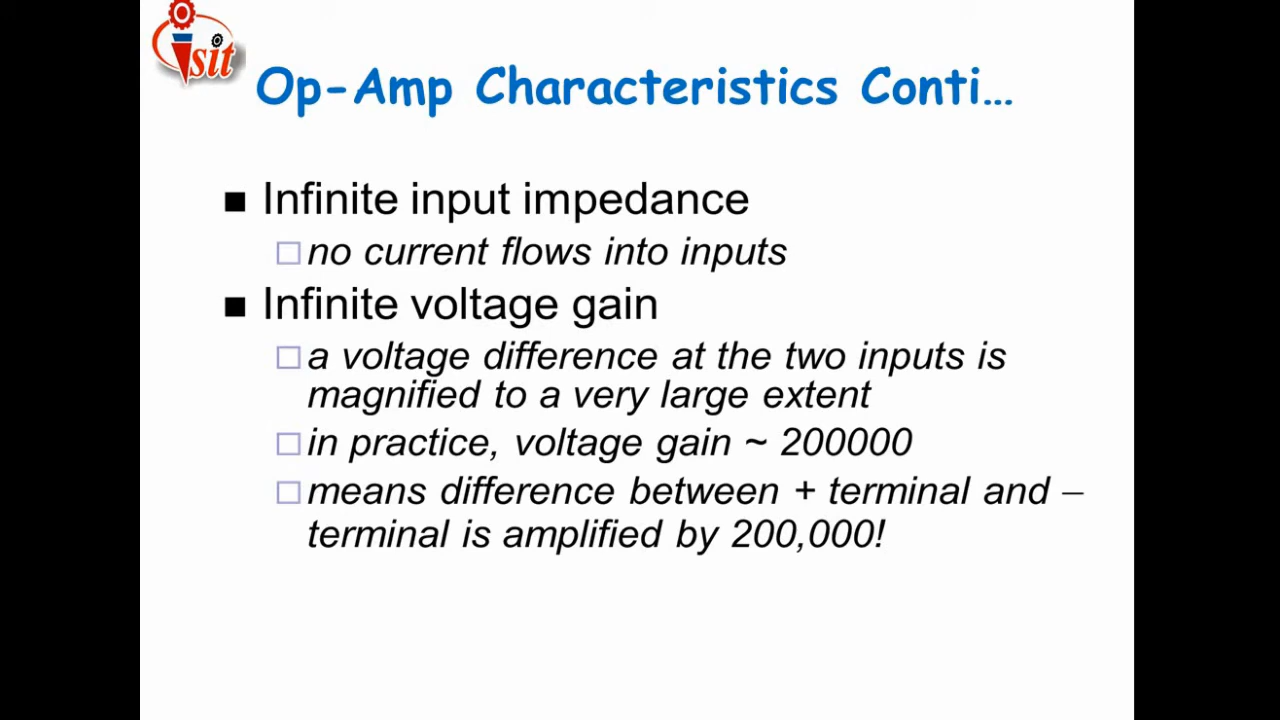 isit
Op-Amp Characteristics Conti…
Infinite input impedance
no current flows into inputs
Infinite voltage gain
a voltage difference at the two inputs is
magnified to a very large extent
in practice, voltage gain ~ 200000
means difference between + terminal and –
terminal is amplified by 200,000!